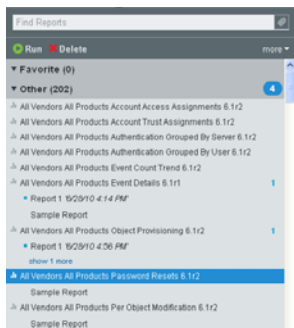 Find Reports
Run Delete more
Favorite (0)
Other (202) 4
All Vendors All Products Account Access Assignments 6.1r2
All Vendors All Products Account Trust Assignments 6.1r2
All Vendors All Products Authentication Grouped By Server 6.1r2
All Vendors All Products Authentication Grouped By User 6.1r2
All Vendors All Products Event Count Trend 6.1r2
All Vendors All Products Event Details 6.1r1 1
Report 1 9/28/10 4:14 PM
Sample Report
All Vendors All Products Object Provisioning 6.1r2 1
Report 1 9/28/10 4:06 PM
show 1 more
All Vendors All Products Password Resets 6.1r2
Sample Report
All Vendors All Products Per Object Modification 6.1r2
Sample Report